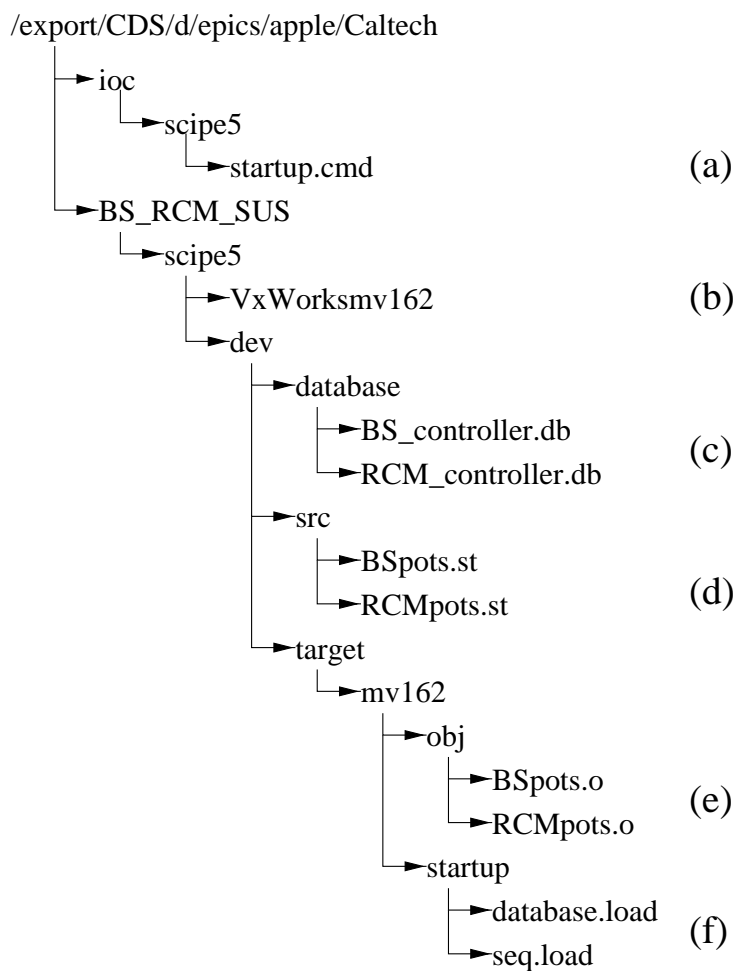 /export/CDS/d/epics/apple/Caltech
ioc
scipe5
startup.cmd
(a)
BS_RCM_SUS
scipe5
VxWorksmv162
(b)
dev
database
BS_controller.db
(c)
RCM_controller.db
src
BSpots.st
(d)
RCMpots.st
target
mv162
obj
BSpots.o
(e)
RCMpots.o
startup
database.load
(f)
seq.load